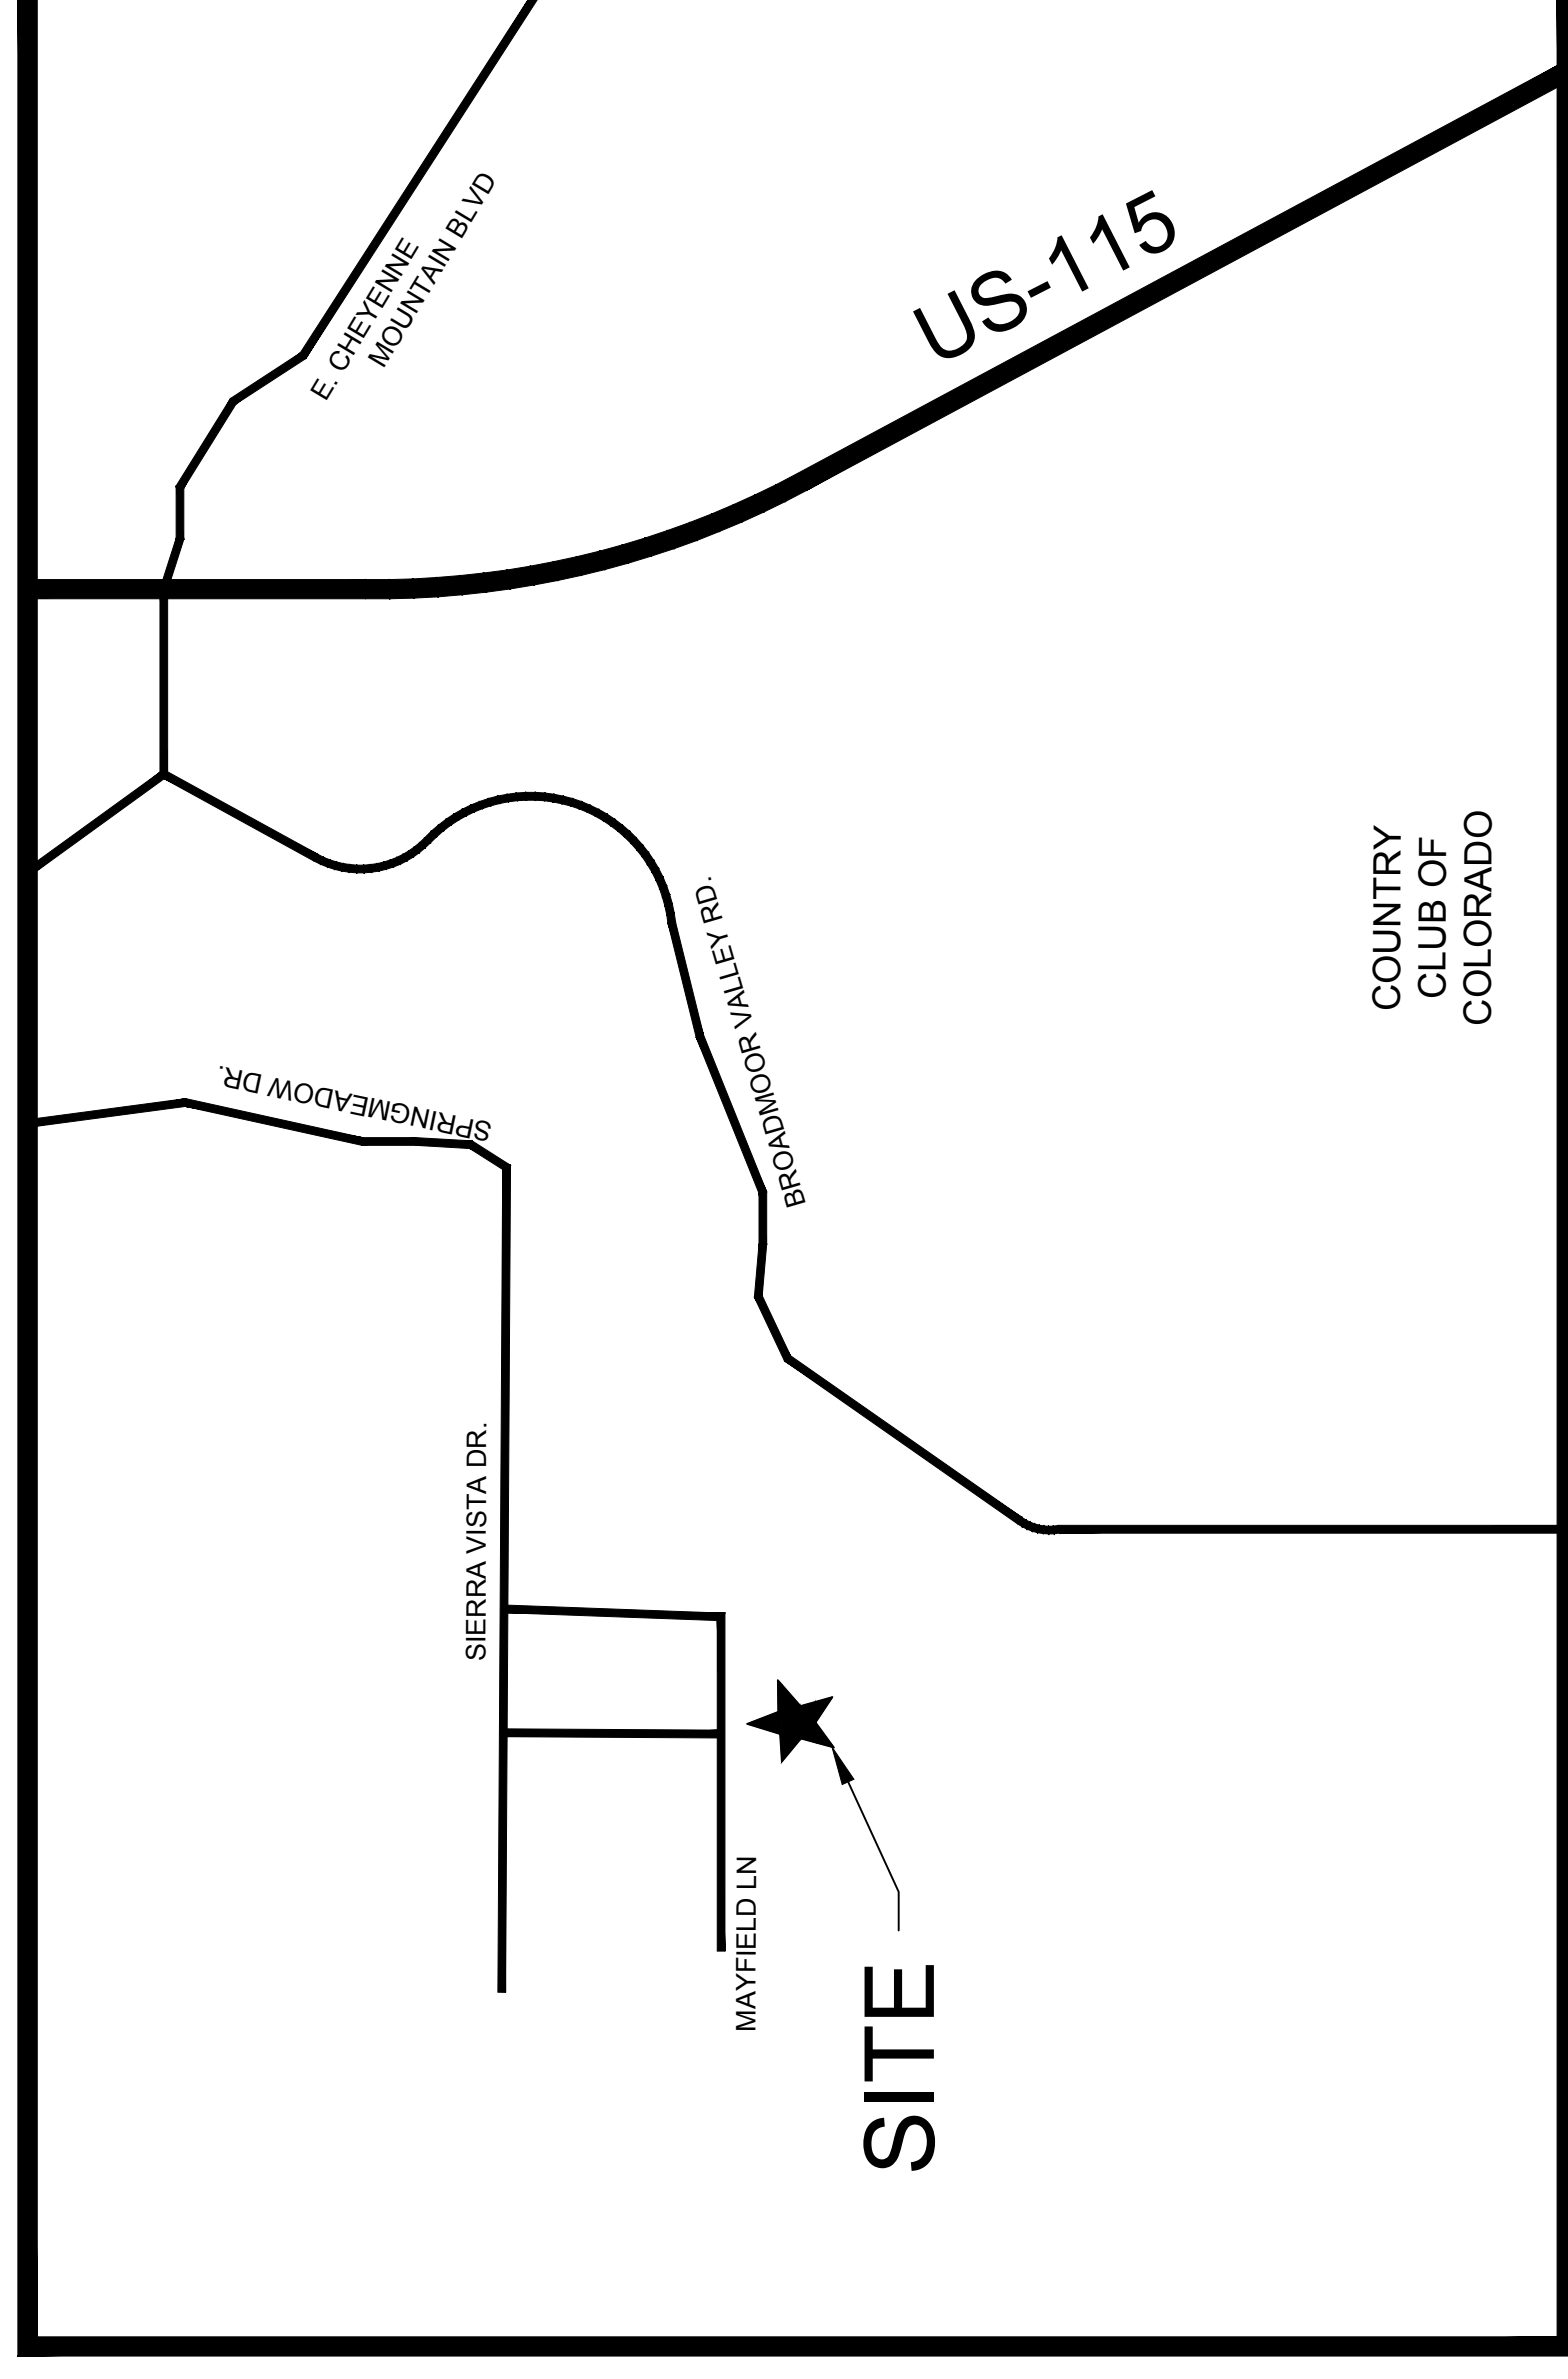 E. CHEYENNE
MOUNTAIN BLVD
US-115
COUNTRY
CLUB OF
COLORADO
BROADMOOR VALLEY RD.
SPRINGMEADOW DR.
SIERRA VISTA DR.
MAYFIELD LN
SITE